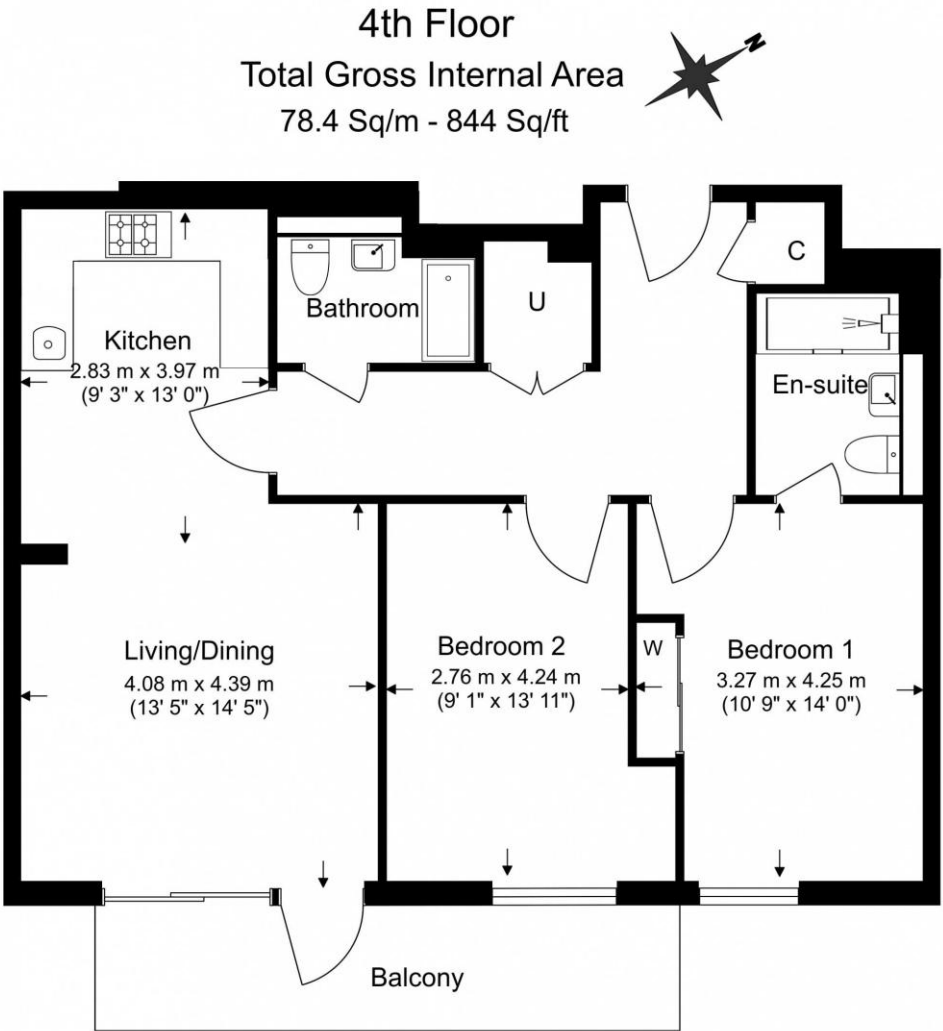 4th Floor
Total Gross Internal Area
78.4 Sq/m - 844 Sq/ft
N
C
Bathroom
U
Kitchen
2.83 m x 3.97 m
(9' 3" x 13' 0")
En-suite
Living/Dining
4.08 m x 4.39 m
(13' 5" x 14' 5")
Bedroom 2
2.76 m x 4.24 m
(9' 1" x 13' 11")
W
Bedroom 1
3.27 m x 4.25 m
(10' 9" x 14' 0")
Balcony